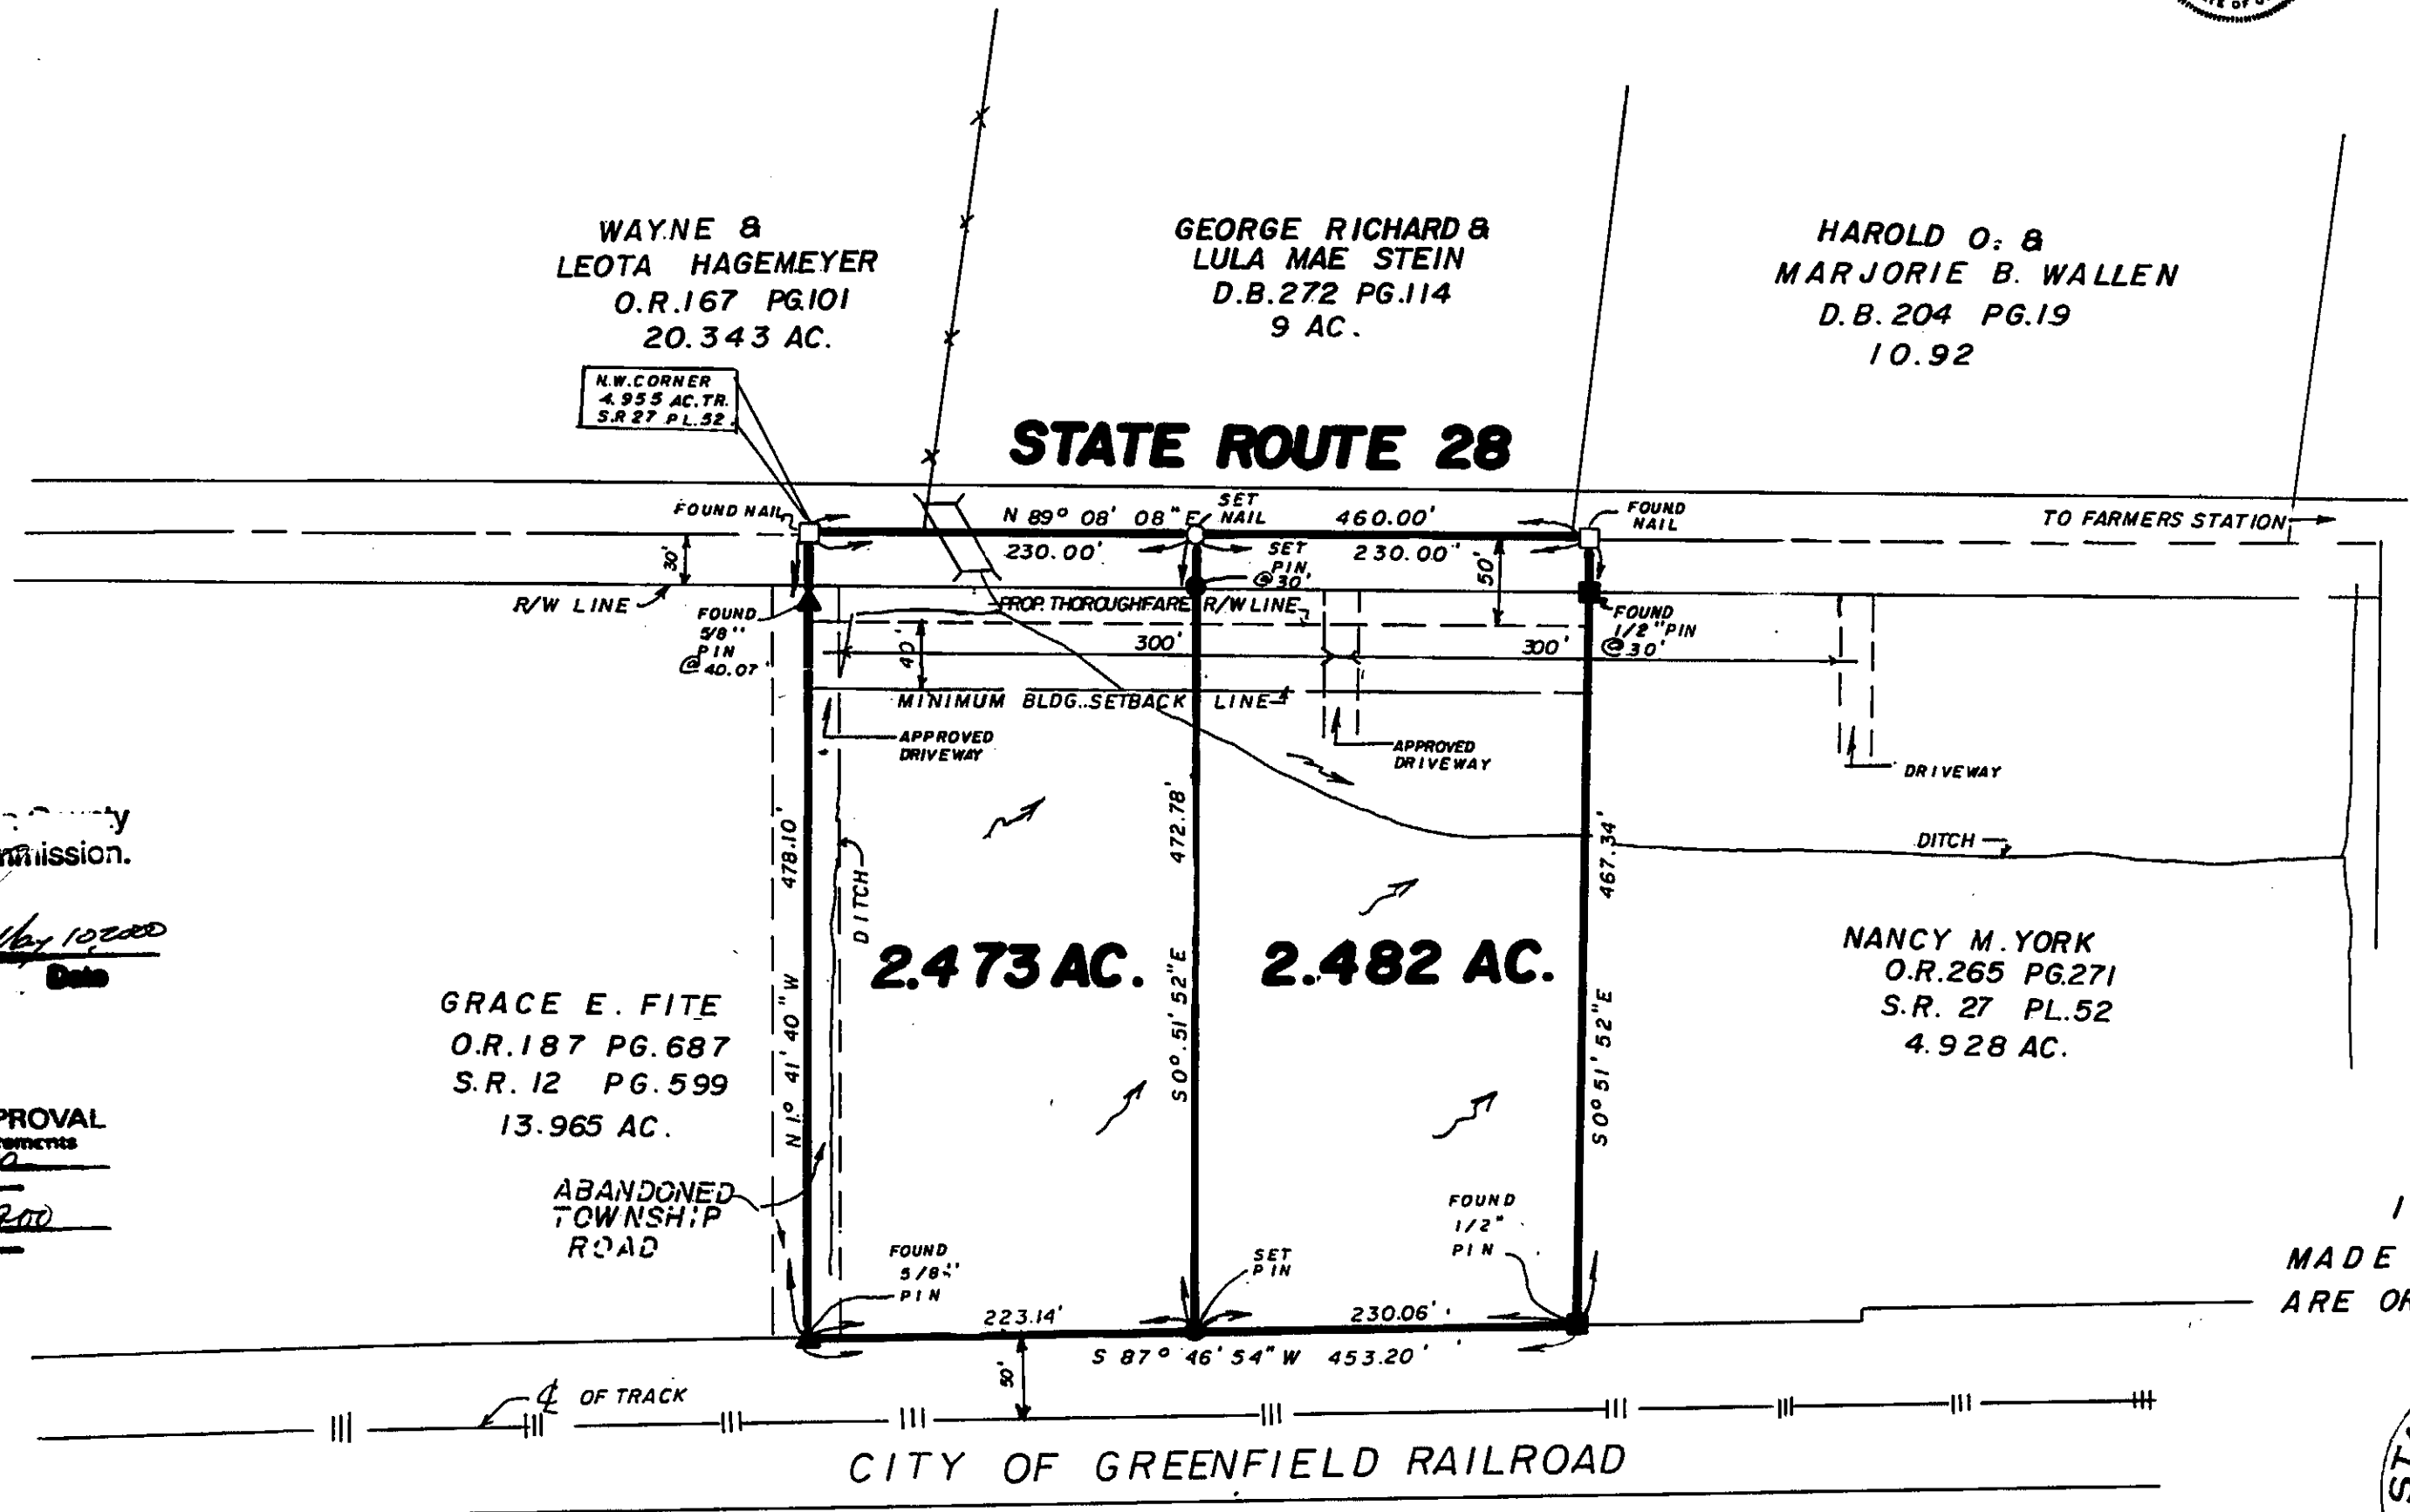 WAYNE &
LEOTA HAGEMEYER
O.R.167 PG.101
20.343 AC.
GEORGE RICHARD &
LULA MAE STEIN
D.B.272 PG.114
9 AC.
HAROLD O. &
MARJORIE B. WALLEN
D.B.204 PG.19
10.92
N.W.CORNER
4.955 AC.TR.
S.R 27 PL.52
STATE ROUTE 28
FOUND NAIL
N 89° 08' 08" E
SET
NAIL
460.00'
FOUND
NAIL
TO FARMERS STATION
30'
230.00'
SET
PIN
@30'
230.00"
50'
R/W LINE
FOUND
5/8"
PIN
@40.07'
PROP. THOROUGHFARE R/W LINE
FOUND
1/2" PIN
@30'
40'
300'
300'
MINIMUM BLDG. SETBACK LINE
APPROVED
DRIVEWAY
APPROVED
DRIVEWAY
DRIVEWAY
mmission.
May 10, 2000
Date
478.10'
DITCH
472.78'
467.34'
DITCH
2.473 AC.
2.482 AC.
N 1° 41' 40" W
S 0° 51' 52" E
S 0° 51' 52" E
NANCY M. YORK
O.R.265 PG.271
S.R. 27 PL.52
4.928 AC.
GRACE E. FITE
O.R.187 PG.687
S.R. 12 PG.599
13.965 AC.
PROVAL
ABANDONED
TOWNSHIP
ROAD
FOUND
5/8"
PIN
SET
PIN
FOUND
1/2"
PIN
MADE
ARE OR
223.14'
230.06'
S 87° 46' 54" W 453.20'
50'
℄ OF TRACK
CITY OF GREENFIELD RAILROAD